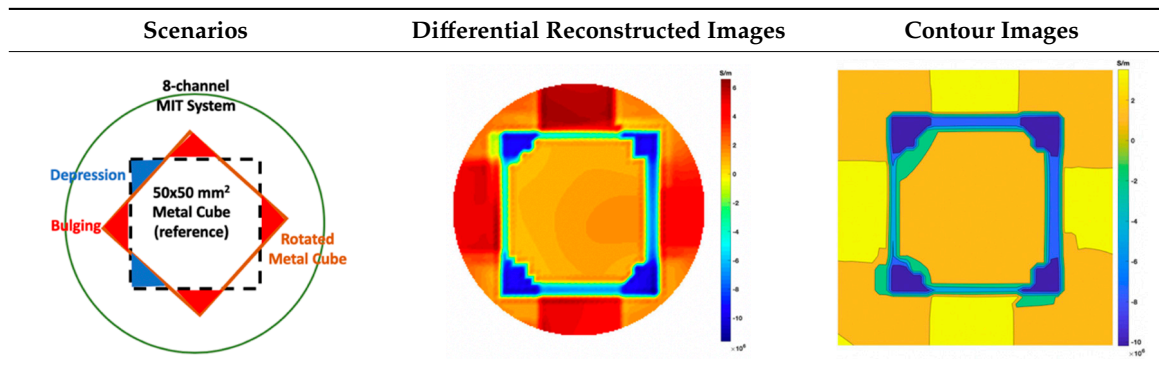 Scenarios
Differential Reconstructed Images
Contour Images
8-channel
MIT System
Depression
50x50 mm²
Metal Cube
(reference)
Bulging
Rotated
Metal Cube
S/m
6
4
2
0
-2
-4
-6
-8
-10
×10⁶
S/m
2
0
-2
-4
-6
-8
-10
×10⁶